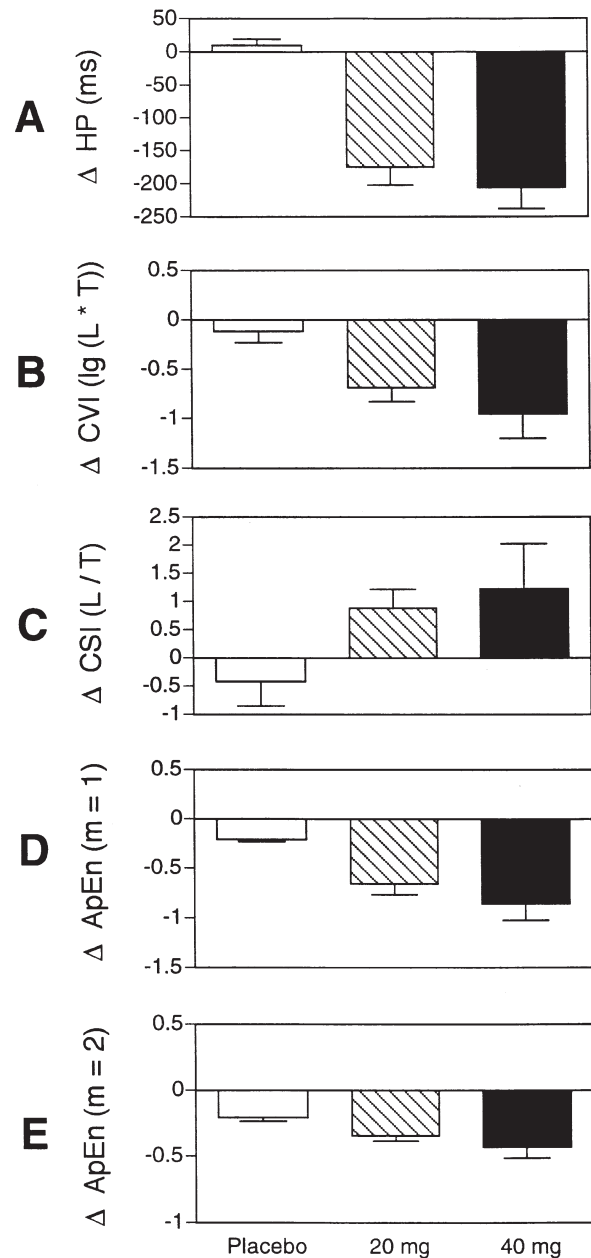 A
Δ HP (ms)
50
0
-50
-100
-150
-200
-250
B
Δ CVI (lg (L * T))
0.5
0
-0.5
-1
-1.5
C
Δ CSI (L / T)
2.5
2
1.5
1
0.5
0
-0.5
-1
D
Δ ApEn (m = 1)
0.5
0
-0.5
-1
-1.5
E
Δ ApEn (m = 2)
0.5
0
-0.5
-1
Placebo 20 mg 40 mg